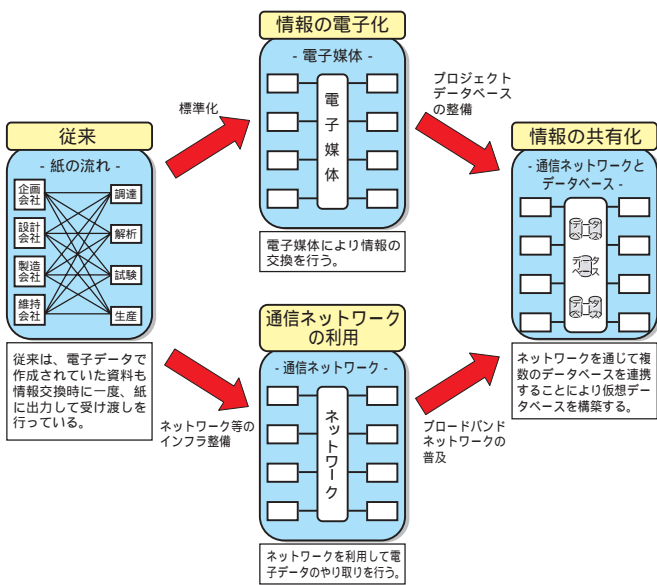 従来
- 紙の流れ -
企画
会社
設計
会社
製造
会社
維持
会社
調達
解析
試験
生産
従来は、電子データで
作成されていた資料も
情報交換時に一度、紙
に出力して受け渡しを
行っている。
標準化
情報の電子化
- 電子媒体 -
電子媒体
電子媒体により情報の
交換を行う。
プロジェクト
データベース
の整備
ネットワーク等の
インフラ整備
通信ネットワーク
の利用
- 通信ネットワーク -
ネットワーク
ネットワークを利用して電
子データのやり取りを行う。
ブロードバンド
ネットワークの
普及
情報の共有化
- 通信ネットワークと
データベース -
データ
ベース
ネットワークを通じて複
数のデータベースを連携
することにより仮想デー
タベースを構築する。